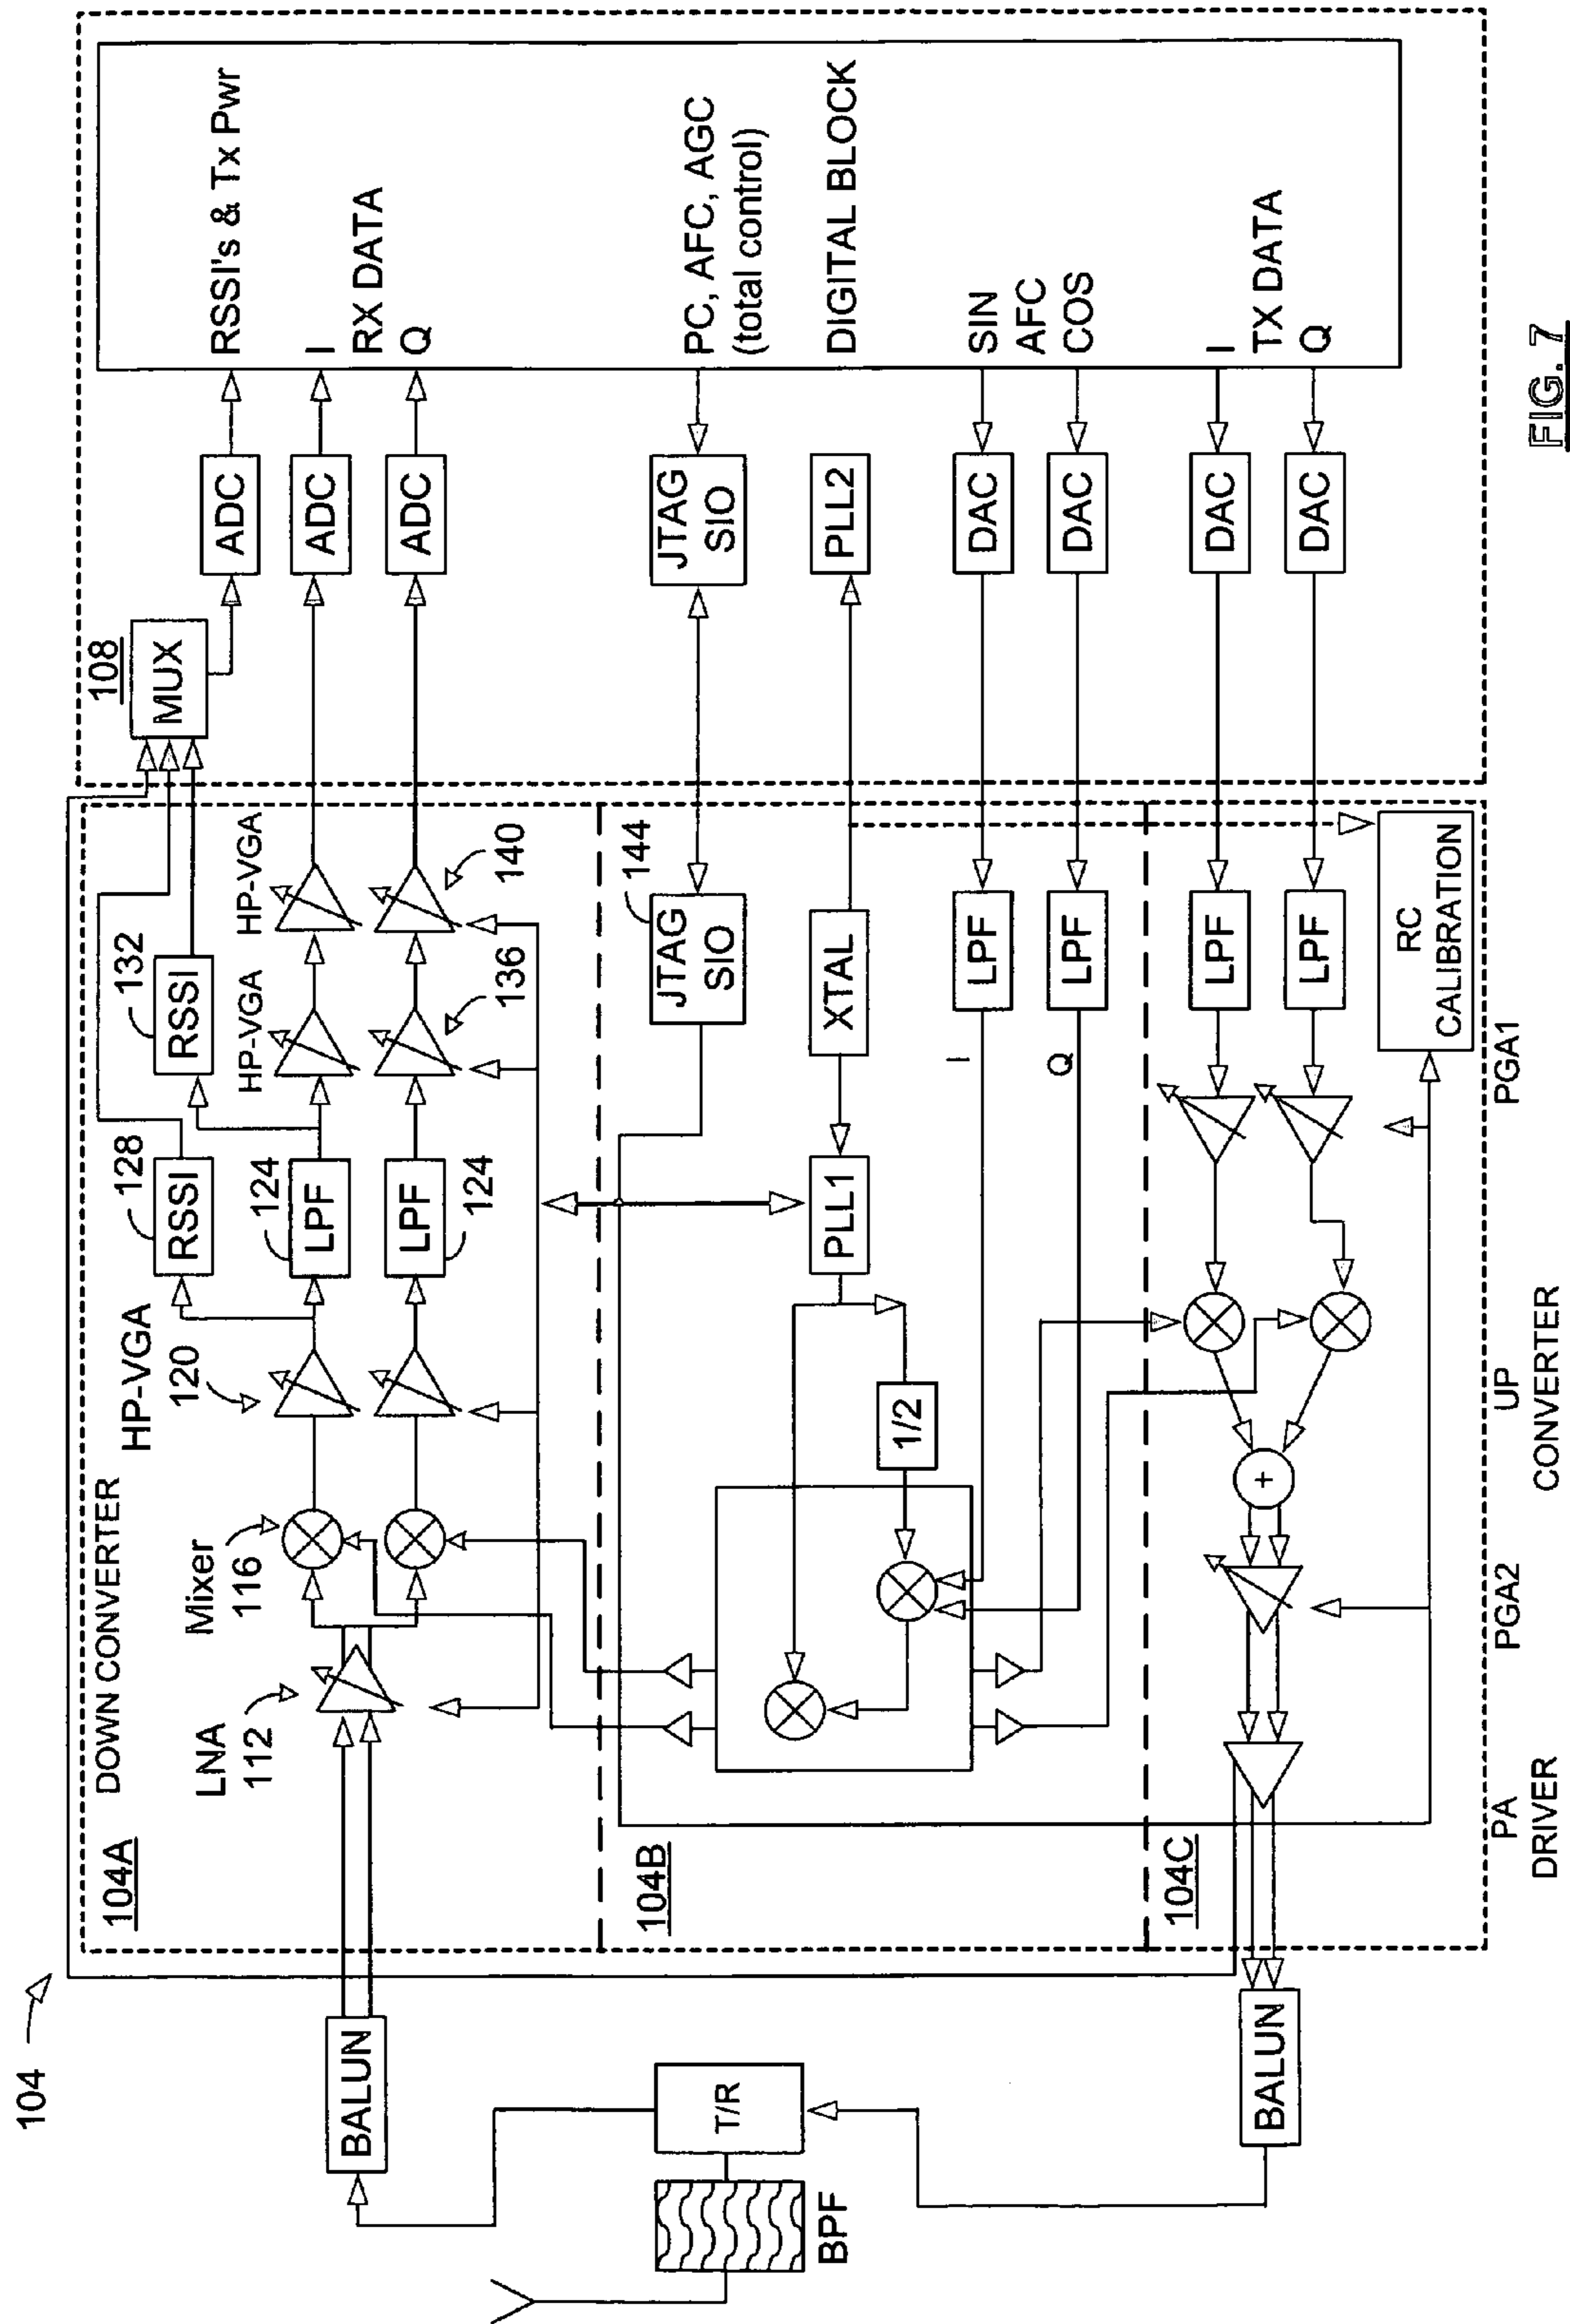 104
BALUN
T/R
BPF
BALUN
104A
DOWN CONVERTER
LNA
112
Mixer
116
HP-VGA
120
RSSI
128
LPF
124
LPF
124
RSSI
132
HP-VGA
HP-VGA
136
140
108
MUX
ADC
ADC
ADC
RSSI's & Tx Pwr
I
RX DATA
Q
104B
1/2
PLL1
XTAL
JTAG
SIO
144
I
LPF
Q
LPF
JTAG
SIO
PLL2
DAC
DAC
PC, AFC, AGC
(total control)
DIGITAL BLOCK
SIN
AFC
COS
104C
+
LPF
LPF
RC
CALIBRATION
DAC
DAC
I
TX DATA
Q
PA
DRIVER
PGA2
UP
CONVERTER
PGA1
FIG. 7